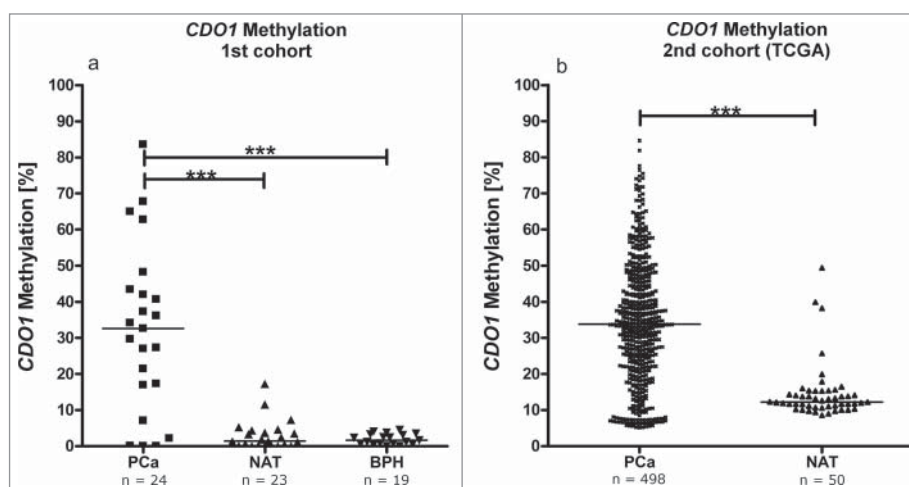 CDO1 Methylation
1st cohort
a
CDO1 Methylation [%]
100
90
80
70
60
50
40
30
20
10
0
***
***
PCa
NAT
BPH
n = 24
n = 23
n = 19
CDO1 Methylation
2nd cohort (TCGA)
b
CDO1 Methylation [%]
100
90
80
70
60
50
40
30
20
10
0
***
PCa
NAT
n = 498
n = 50